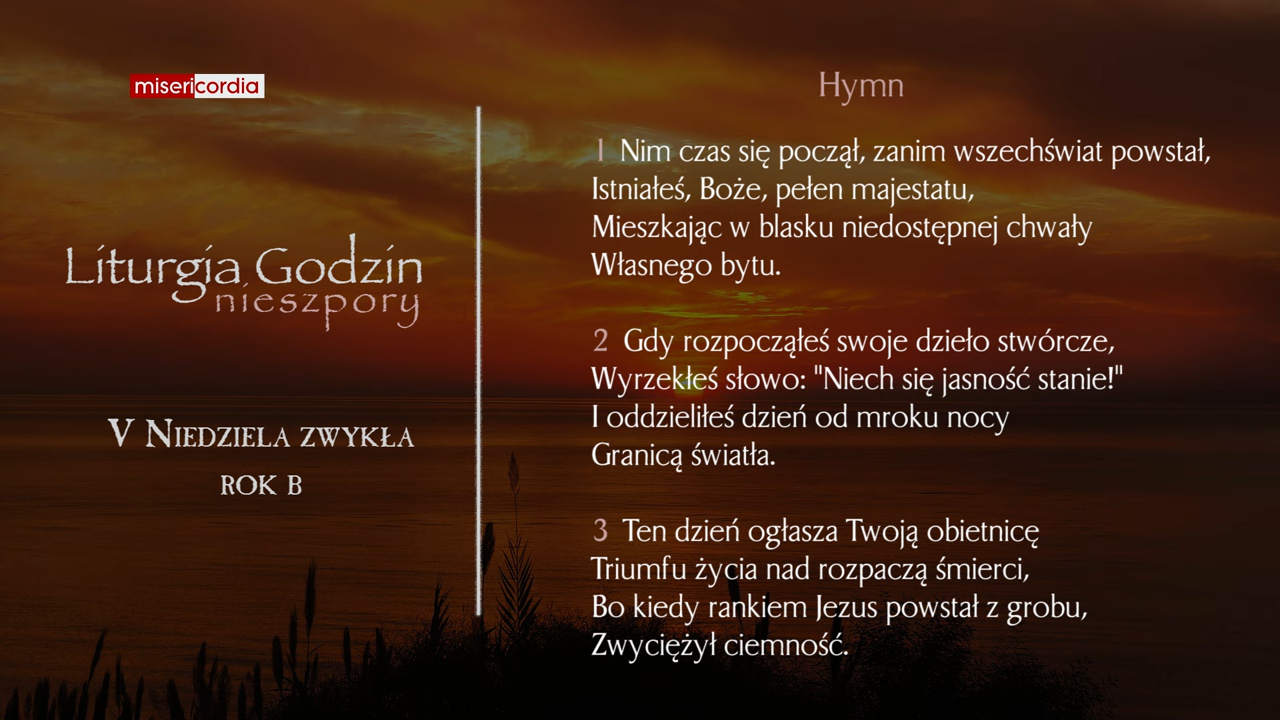 misericordia
Liturgia Godzin
nieszpory
V Niedziela zwykła
rok B
Hymn
1 Nim czas się począł, zanim wszechświat powstał,
Istniałeś, Boże, pełen majestatu,
Mieszkając w blasku niedostępnej chwały
Własnego bytu.
2 Gdy rozpocząłeś swoje dzieło stwórcze,
Wyrzekłeś słowo: "Niech się jasność stanie!"
I oddzieliłeś dzień od mroku nocy
Granicą światła.
3 Ten dzień ogłasza Twoją obietnicę
Triumfu życia nad rozpaczą śmierci,
Bo kiedy rankiem Jezus powstał z grobu,
Zwyciężył ciemność.